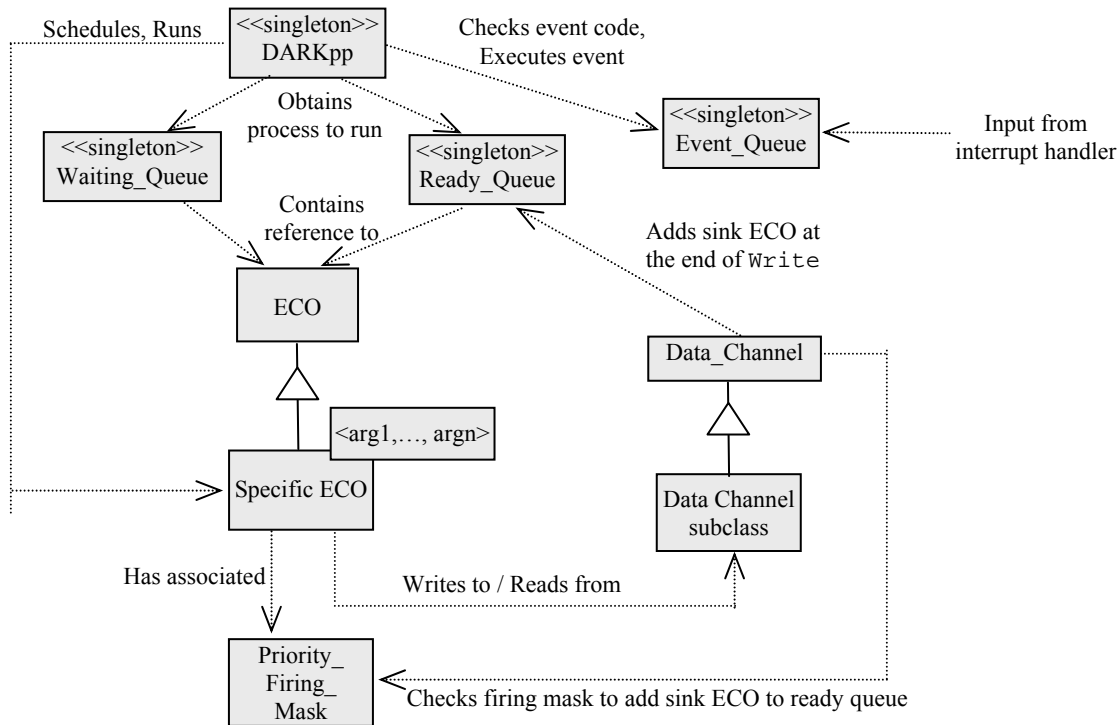 Schedules, Runs
<<singleton>>
DARKpp
Checks event code,
Executes event
Obtains
process to run
<<singleton>>
Waiting_Queue
<<singleton>>
Ready_Queue
<<singleton>>
Event_Queue
Input from
interrupt handler
Contains
reference to
Adds sink ECO at
the end of Write
ECO
Data_Channel
<arg1,…, argn>
Specific ECO
Data Channel
subclass
Has associated
Writes to / Reads from
Priority_
Firing_
Mask
Checks firing mask to add sink ECO to ready queue